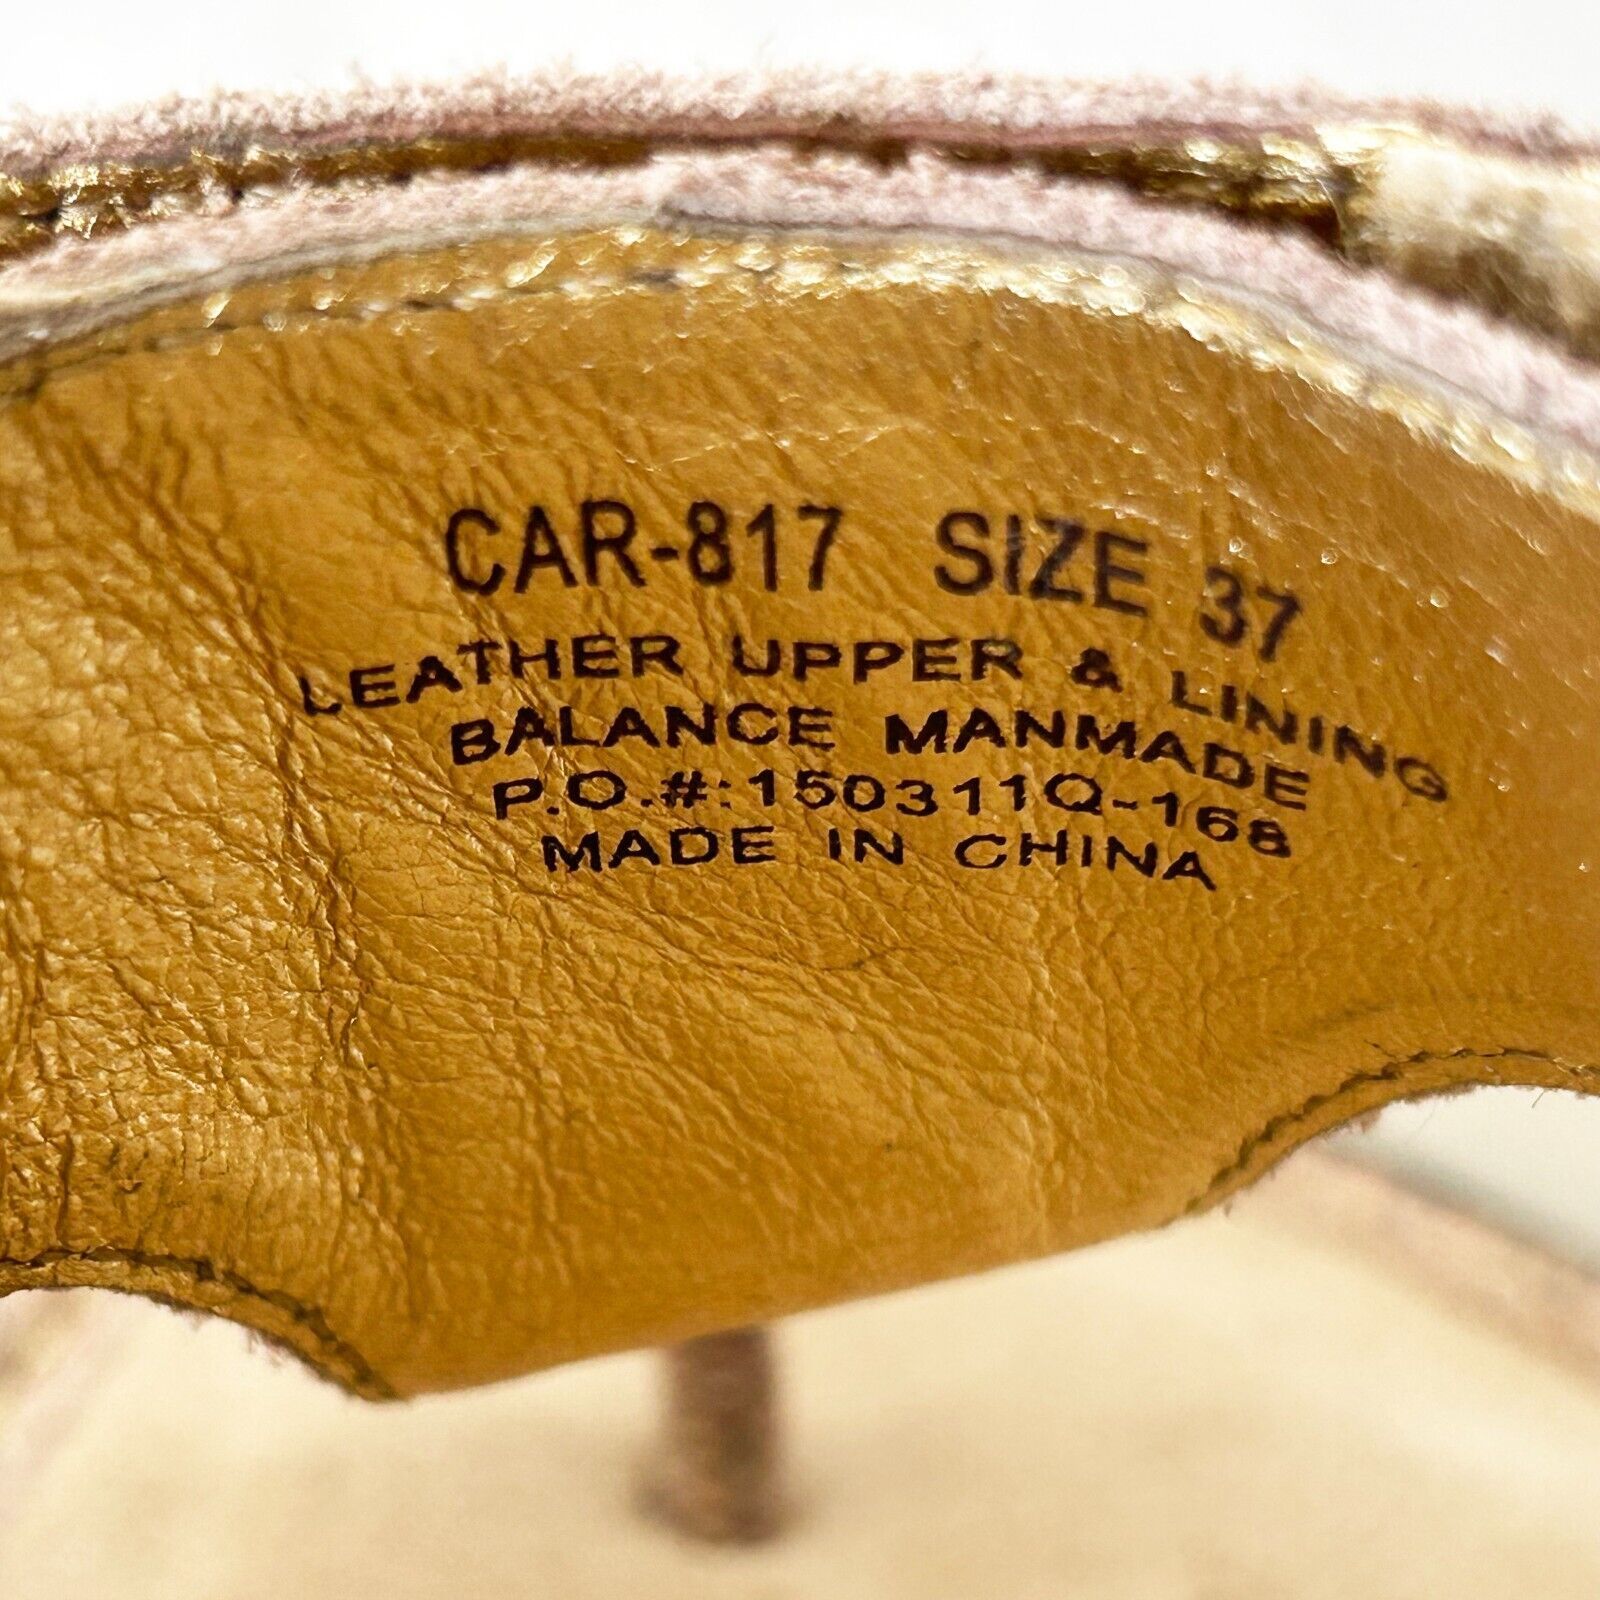 CAR-817 SIZE 37
LEATHER UPPER & LINING
BALANCE MANMADE
P.O.#:150311Q-168
MADE IN CHINA